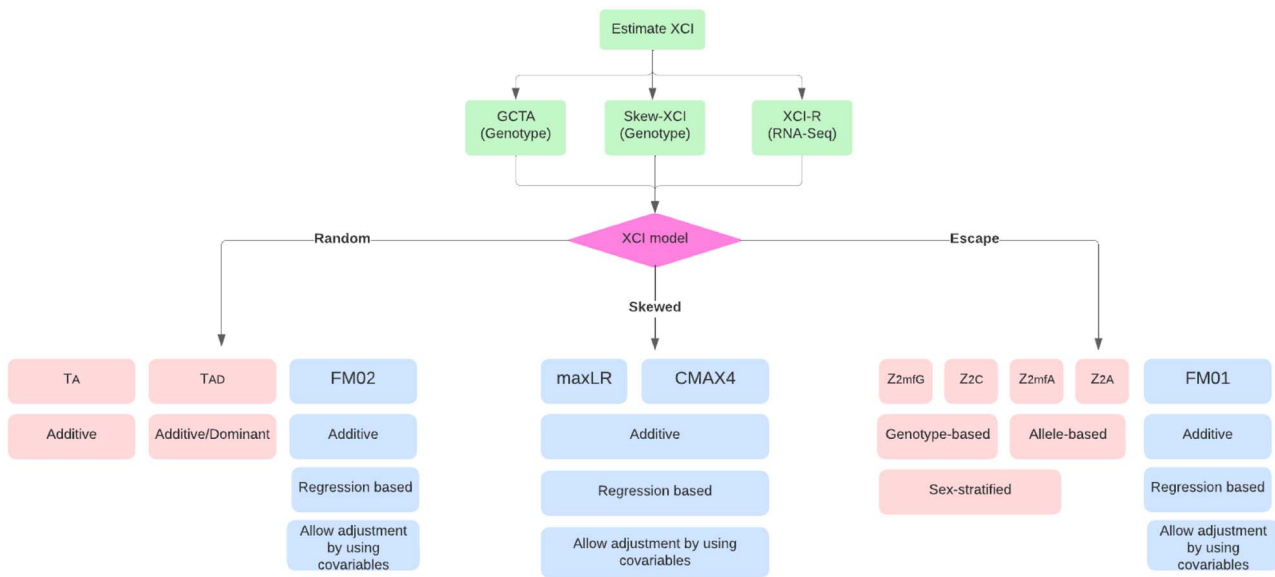 Estimate XCI
GCTA
(Genotype)
Skew-XCI
(Genotype)
XCI-R
(RNA-Seq)
Random
XCI model
Escape
Skewed
TA
TAD
FM02
maxLR
CMAX4
Z2mfG
Z2C
Z2mfA
Z2A
FM01
Additive
Additive/Dominant
Additive
Additive
Genotype-based
Allele-based
Additive
Regression based
Regression based
Sex-stratified
Regression based
Allow adjustment
by using
covariables
Allow adjustment by using
covariables
Allow adjustment
by using
covariables